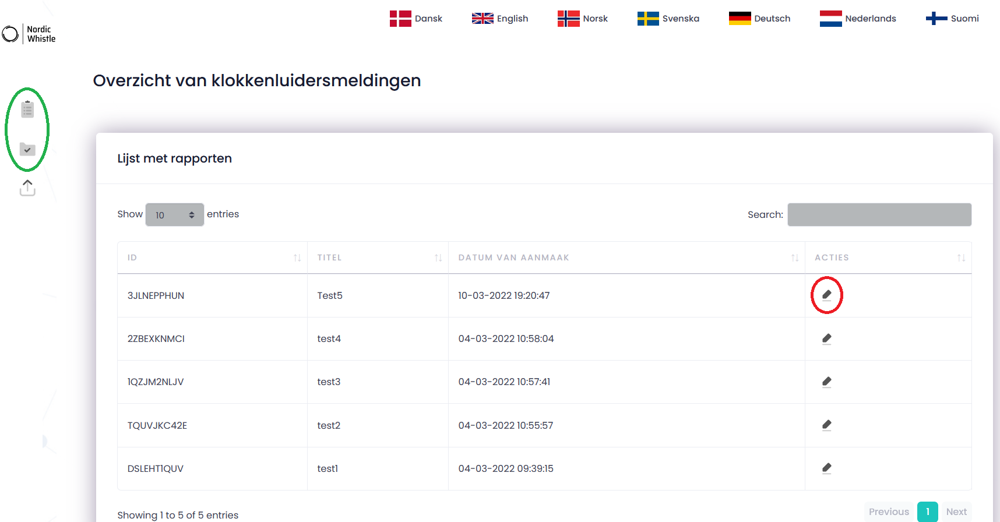 Dansk English Norsk Svenska Deutsch Nederlands Suomi
Nordic
Whistle
Overzicht van klokkenluidersmeldingen
Lijst met rapporten
Show 10 entries Search:
ID TITEL DATUM VAN AANMAAK ACTIES
3JLNEPPHUN Test5 10-03-2022 19:20:47
2ZBEXKNMCI test4 04-03-2022 10:58:04
1QZJM2NLJV test3 04-03-2022 10:57:41
TQUVJKC42E test2 04-03-2022 10:55:57
DSLEHT1QUV test1 04-03-2022 09:39:15
Showing 1 to 5 of 5 entries Previous 1 Next